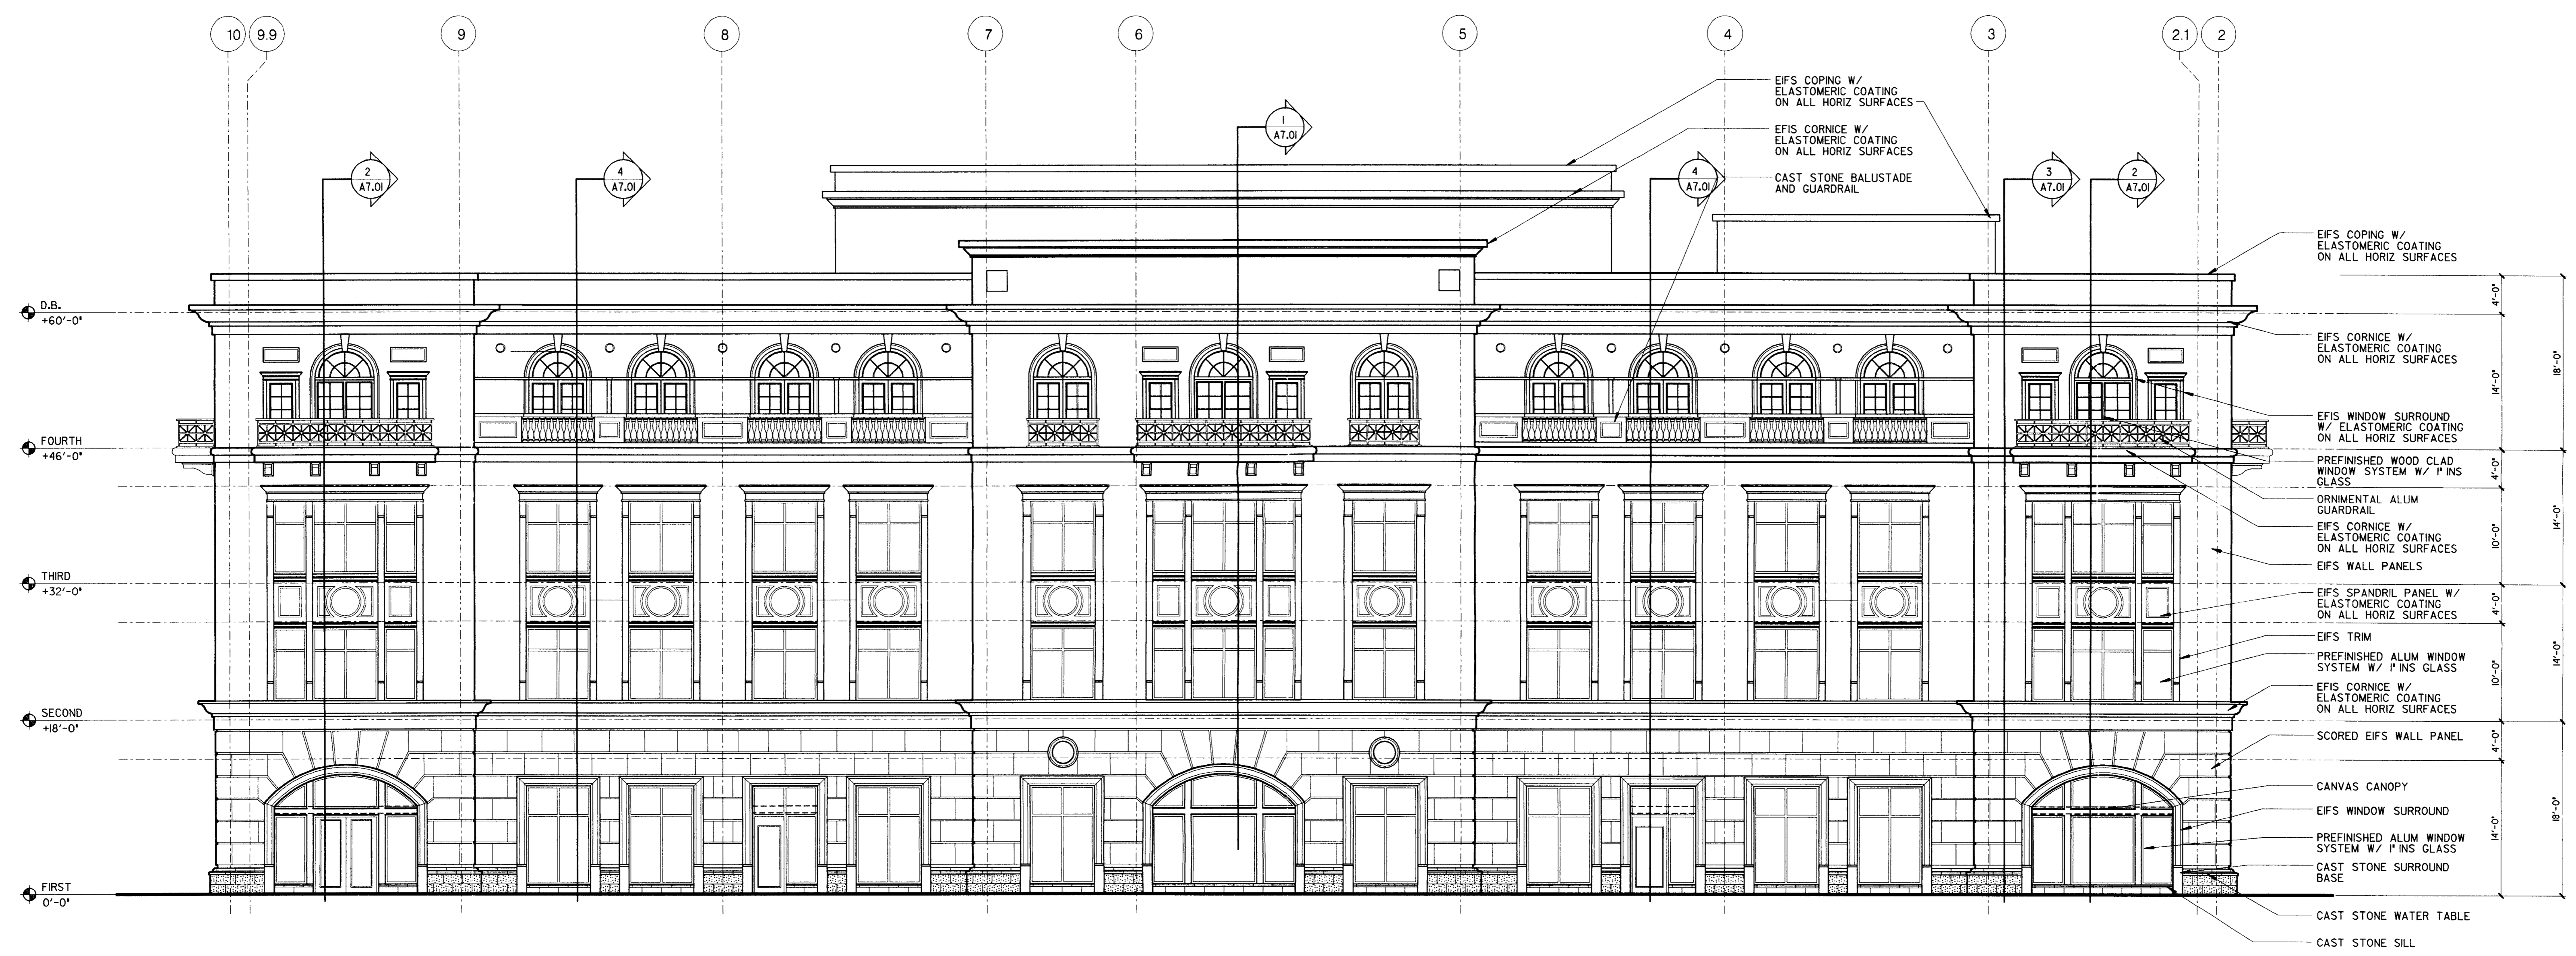 10
9.9
9
8
7
6
5
4
3
2.1
2
EIFS COPING W/
ELASTOMERIC COATING
ON ALL HORIZ SURFACES
EFIS CORNICE W/
ELASTOMERIC COATING
ON ALL HORIZ SURFACES
CAST STONE BALUSTADE
AND GUARDRAIL
1
A7.01
2
A7.01
4
A7.01
4
A7.01
3
A7.01
2
A7.01
D.B.
+60'-0"
FOURTH
+46'-0"
THIRD
+32'-0"
SECOND
+18'-0"
FIRST
0'-0"
EIFS COPING W/
ELASTOMERIC COATING
ON ALL HORIZ SURFACES
EIFS CORNICE W/
ELASTOMERIC COATING
ON ALL HORIZ SURFACES
EFIS WINDOW SURROUND
W/ ELASTOMERIC COATING
ON ALL HORIZ SURFACES
PREFINISHED WOOD CLAD
WINDOW SYSTEM W/ 1" INS
GLASS
ORNIMENTAL ALUM
GUARDRAIL
EIFS CORNICE W/
ELASTOMERIC COATING
ON ALL HORIZ SURFACES
EIFS WALL PANELS
EIFS SPANDRIL PANEL W/
ELASTOMERIC COATING
ON ALL HORIZ SURFACES
EIFS TRIM
PREFINISHED ALUM WINDOW
SYSTEM W/ 1" INS GLASS
EFIS CORNICE W/
ELASTOMERIC COATING
ON ALL HORIZ SURFACES
SCORED EIFS WALL PANEL
CANVAS CANOPY
EIFS WINDOW SURROUND
PREFINISHED ALUM WINDOW
SYSTEM W/ 1" INS GLASS
CAST STONE SURROUND
BASE
CAST STONE WATER TABLE
CAST STONE SILL
4'-0"
14'-0"
4'-0"
10'-0"
4'-0"
10'-0"
4'-0"
14'-0"
18'-0"
14'-0"
14'-0"
18'-0"